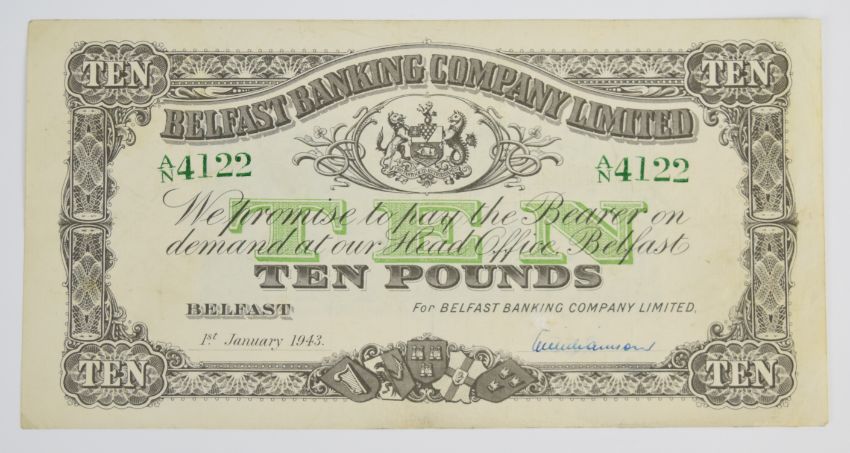 TEN TEN
BELFAST BANKING COMPANY LIMITED
A/N 4122 A/N 4122
TEN
We promise to pay the Bearer on
demand at our Head Office, Belfast
TEN POUNDS
BELFAST For BELFAST BANKING COMPANY LIMITED,
1st January 1943.
TEN TEN